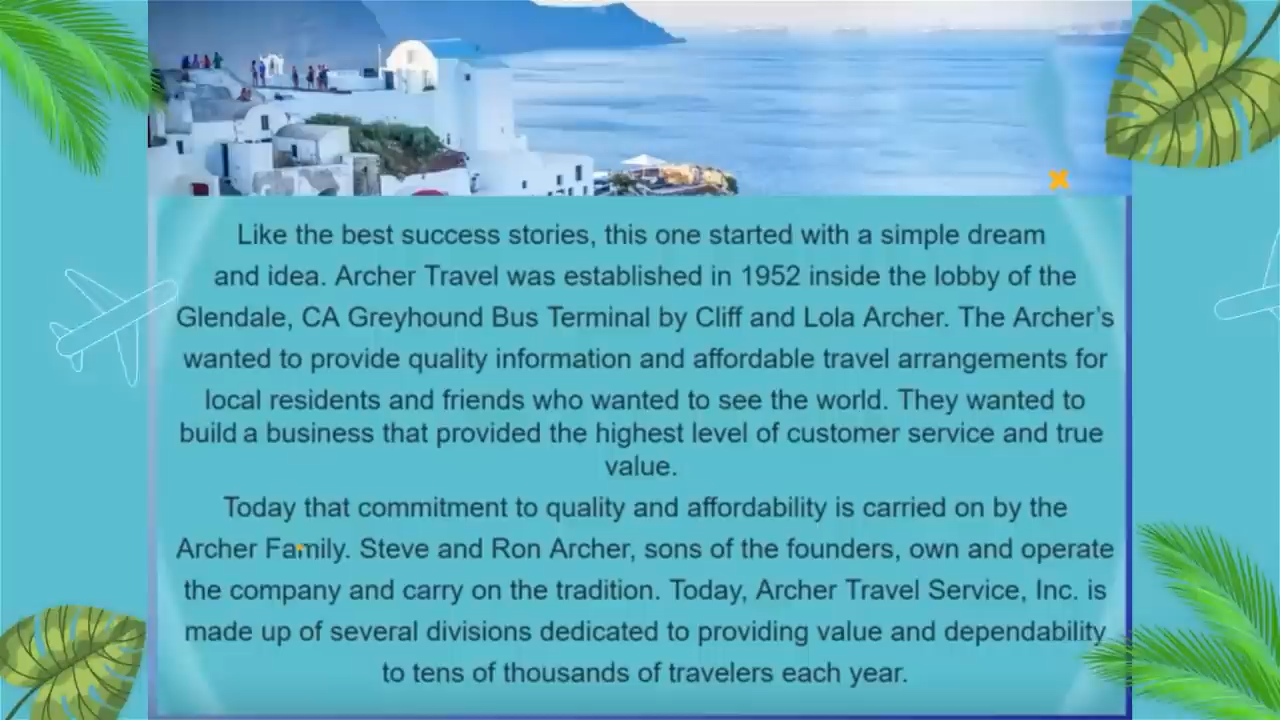 Like the best success stories, this one started with a simple dream
and idea. Archer Travel was established in 1952 inside the lobby of the
Glendale, CA Greyhound Bus Terminal by Cliff and Lola Archer. The Archer’s
wanted to provide quality information and affordable travel arrangements for
local residents and friends who wanted to see the world. They wanted to
build a business that provided the highest level of customer service and true
value.
Today that commitment to quality and affordability is carried on by the
Archer Family. Steve and Ron Archer, sons of the founders, own and operate
the company and carry on the tradition. Today, Archer Travel Service, Inc. is
made up of several divisions dedicated to providing value and dependability
to tens of thousands of travelers each year.